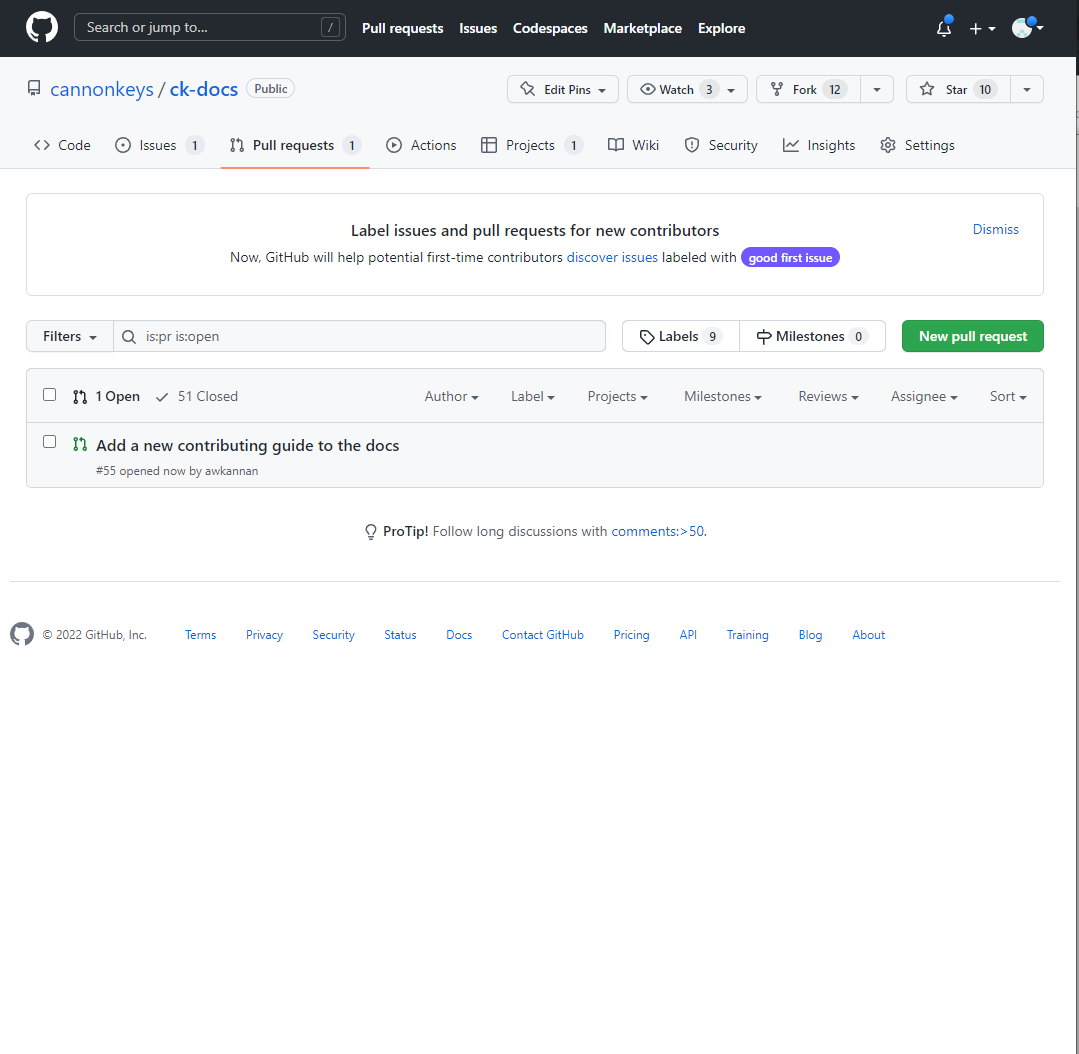 Search or jump to... / Pull requests Issues Codespaces Marketplace Explore
cannonkeys / ck-docs Public Edit Pins Watch 3 Fork 12 Star 10
Code Issues 1 Pull requests 1 Actions Projects 1 Wiki Security Insights Settings
Label issues and pull requests for new contributors Dismiss
Now, GitHub will help potential first-time contributors discover issues labeled with good first issue
Filters is:pr is:open Labels 9 Milestones 0 New pull request
1 Open 51 Closed Author Label Projects Milestones Reviews Assignee Sort
Add a new contributing guide to the docs
#55 opened now by awkannan
ProTip! Follow long discussions with comments:>50.
© 2022 GitHub, Inc. Terms Privacy Security Status Docs Contact GitHub Pricing API Training Blog About